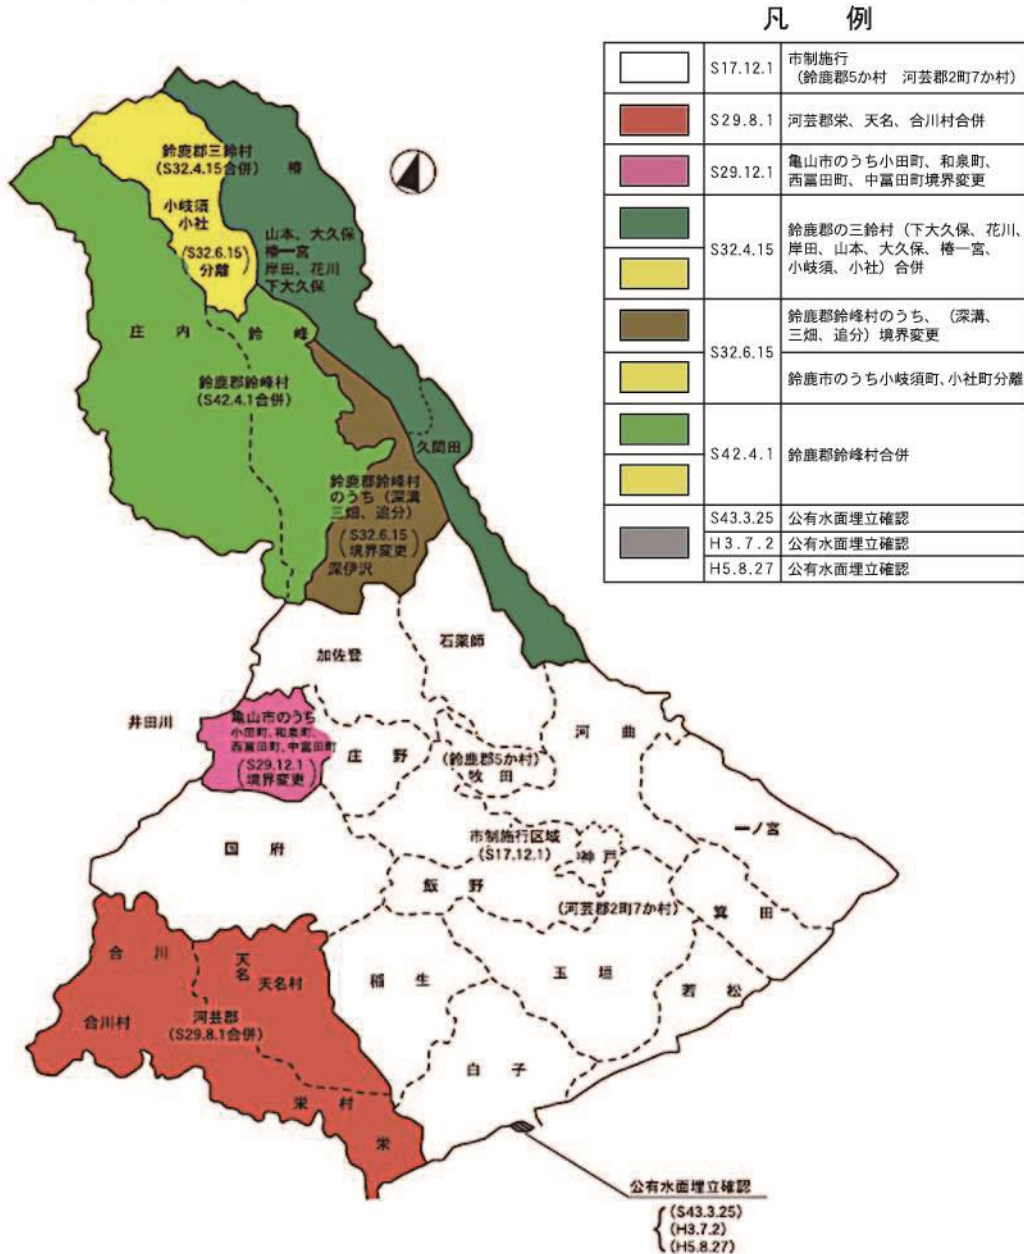 凡 例
S17.12.1 市制施行
(鈴鹿郡5か村 河芸郡2町7か村)
S29.8.1 河芸郡栄、天名、合川村合併
S29.12.1 亀山市のうち小田町、和泉町、
西冨田町、中冨田町境界変更
S32.4.15 鈴鹿郡の三鈴村(下大久保、花川、
岸田、山本、大久保、椿一宮、
小岐須、小社)合併
S32.6.15 鈴鹿郡鈴峰村のうち、(深溝、
三畑、追分)境界変更
鈴鹿市のうち小岐須町、小社町分離
S42.4.1 鈴鹿郡鈴峰村合併
S43.3.25 公有水面埋立確認
H3.7.2 公有水面埋立確認
H5.8.27 公有水面埋立確認
鈴鹿郡三鈴村
(S32.4.15合併)
椿
小岐須
小社
(S32.6.15)
分離
山本、大久保
椿一宮
岸田、花川
下大久保
庄内
鈴峰
鈴鹿郡鈴峰村
(S42.4.1合併)
久間田
鈴鹿郡鈴峰村
のうち(深溝
三畑、追分)
(S32.6.15
境界変更)
深伊沢
石薬師
加佐登
井田川
亀山市のうち
小田町、和泉町、
西冨田町、中冨田町
(S29.12.1
境界変更)
庄野
河曲
(鈴鹿郡5か村)
牧田
一ノ宮
市制施行区域
(S17.12.1)
神戸
国府
飯野
(河芸郡2町7か村)
箕田
合川
天名
天名村
稲生
玉垣
若松
合川村
河芸郡
(S29.8.1合併)
白子
栄村
栄
公有水面埋立確認
(S43.3.25)
(H3.7.2)
(H5.8.27)